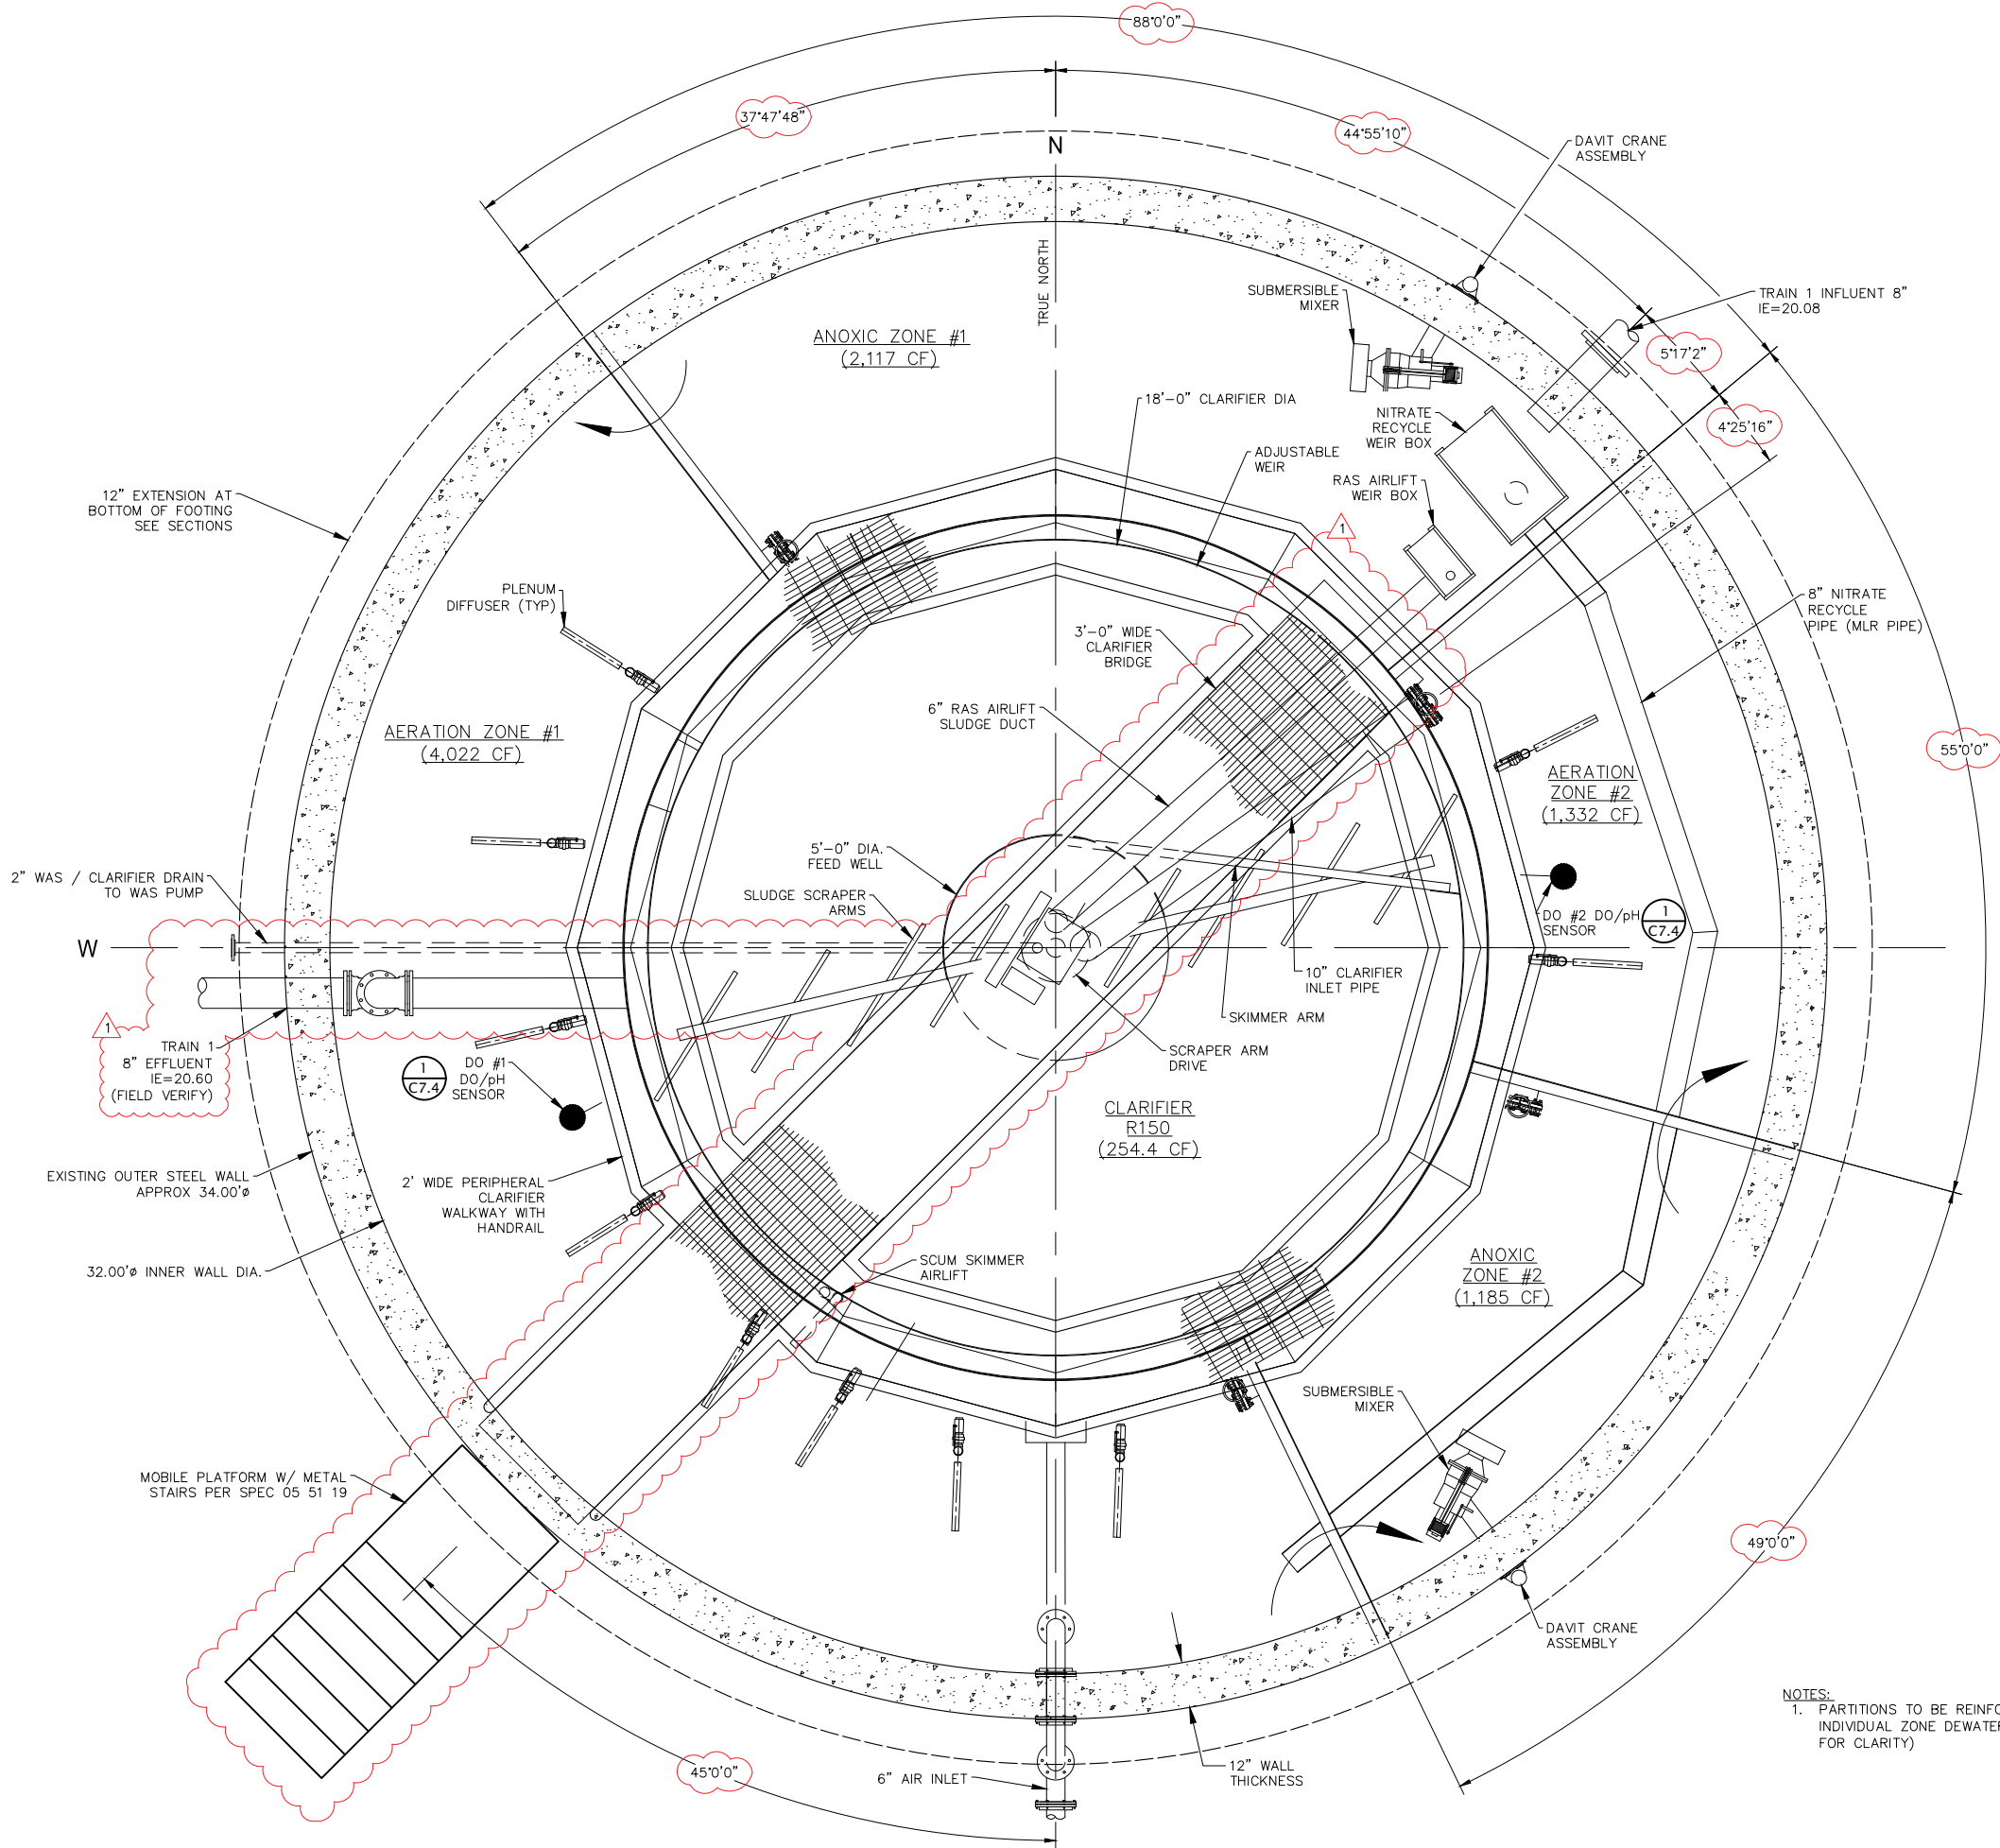 88°0'0"
37°47'48"
44°55'10"
DAVIT CRANE
ASSEMBLY
N
TRUE NORTH
SUBMERSIBLE
MIXER
TRAIN 1 INFLUENT 8"
IE=20.08
ANOXIC ZONE #1
(2,117 CF)
5°17'2"
18'-0" CLARIFIER DIA
NITRATE
RECYCLE
WEIR BOX
4°25'16"
ADJUSTABLE
WEIR
RAS AIRLIFT
WEIR BOX
12" EXTENSION AT
BOTTOM OF FOOTING
SEE SECTIONS
1
PLENUM
DIFFUSER (TYP)
8" NITRATE
RECYCLE
PIPE (MLR PIPE)
3'-0" WIDE
CLARIFIER
BRIDGE
6" RAS AIRLIFT
SLUDGE DUCT
AERATION ZONE #1
(4,022 CF)
55°0'0"
AERATION
ZONE #2
(1,332 CF)
5'-0" DIA.
FEED WELL
2" WAS / CLARIFIER DRAIN
TO WAS PUMP
SLUDGE SCRAPER
ARMS
DO #2 DO/pH
SENSOR
1
C7.4
W
10" CLARIFIER
INLET PIPE
SKIMMER ARM
1
TRAIN 1
8" EFFLUENT
IE=20.60
(FIELD VERIFY)
1
C7.4
DO #1
DO/pH
SENSOR
SCRAPER ARM
DRIVE
CLARIFIER
R150
(254.4 CF)
EXISTING OUTER STEEL WALL
APPROX 34.00'ø
2' WIDE PERIPHERAL
CLARIFIER
WALKWAY WITH
HANDRAIL
32.00'ø INNER WALL DIA.
SCUM SKIMMER
AIRLIFT
ANOXIC
ZONE #2
(1,185 CF)
SUBMERSIBLE
MIXER
MOBILE PLATFORM W/ METAL
STAIRS PER SPEC 05 51 19
49°0'0"
DAVIT CRANE
ASSEMBLY
45°0'0"
6" AIR INLET
12" WALL
THICKNESS
NOTES:
1. PARTITIONS TO BE REINFO
INDIVIDUAL ZONE DEWATER
FOR CLARITY)